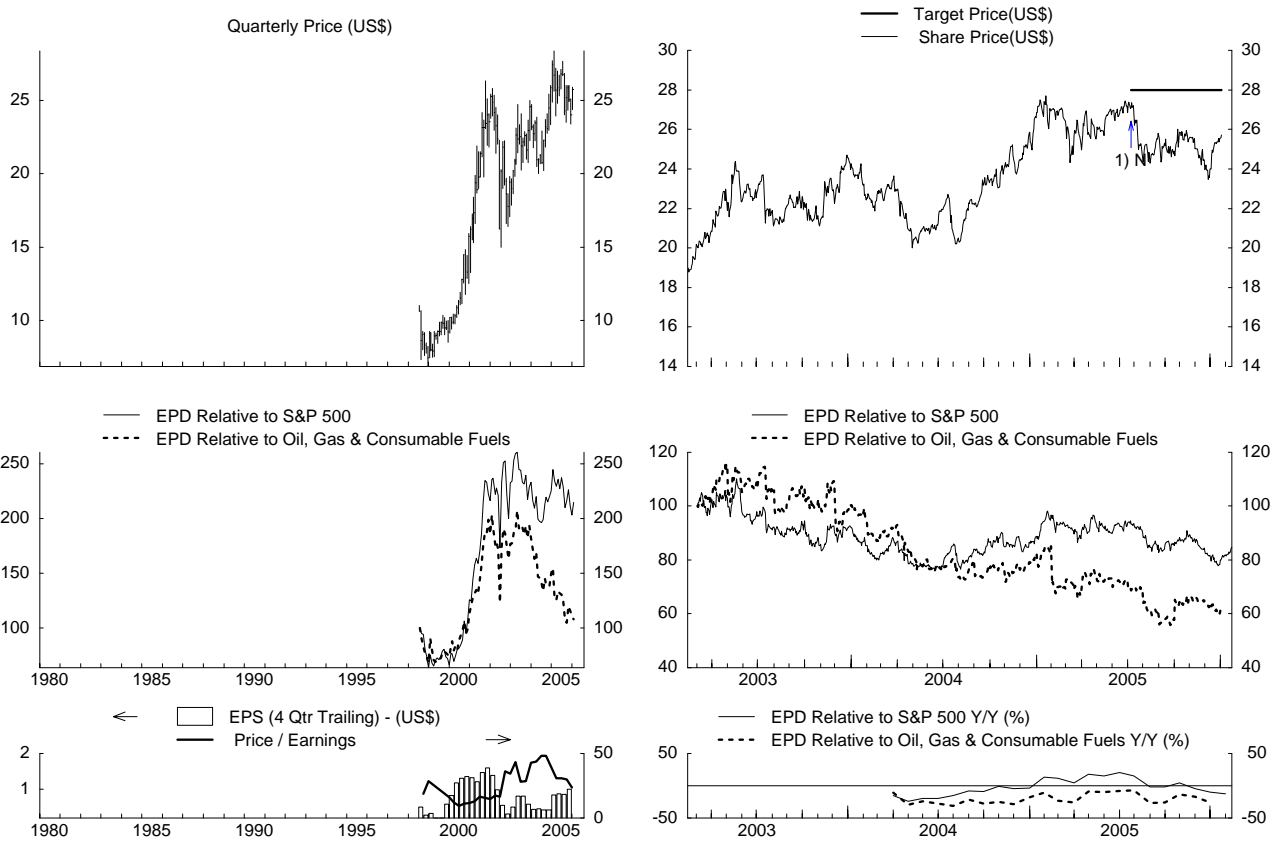 Quarterly Price (US$)
25 25
20 20
15 15
10 10
Target Price(US$)
Share Price(US$)
30 30
28 28
26 26
1) N
24 24
22 22
20 20
18 18
16 16
14 14
EPD Relative to S&P 500
EPD Relative to Oil, Gas & Consumable Fuels
250 250
200 200
150 150
100 100
1980 1985 1990 1995 2000 2005
EPD Relative to S&P 500
EPD Relative to Oil, Gas & Consumable Fuels
120 120
100 100
80 80
60 60
40 40
2003 2004 2005
EPS (4 Qtr Trailing) - (US$)
Price / Earnings
2 50
1
0 0
1980 1985 1990 1995 2000 2005
EPD Relative to S&P 500 Y/Y (%)
EPD Relative to Oil, Gas & Consumable Fuels Y/Y (%)
50 50
-50 -50
2003 2004 2005